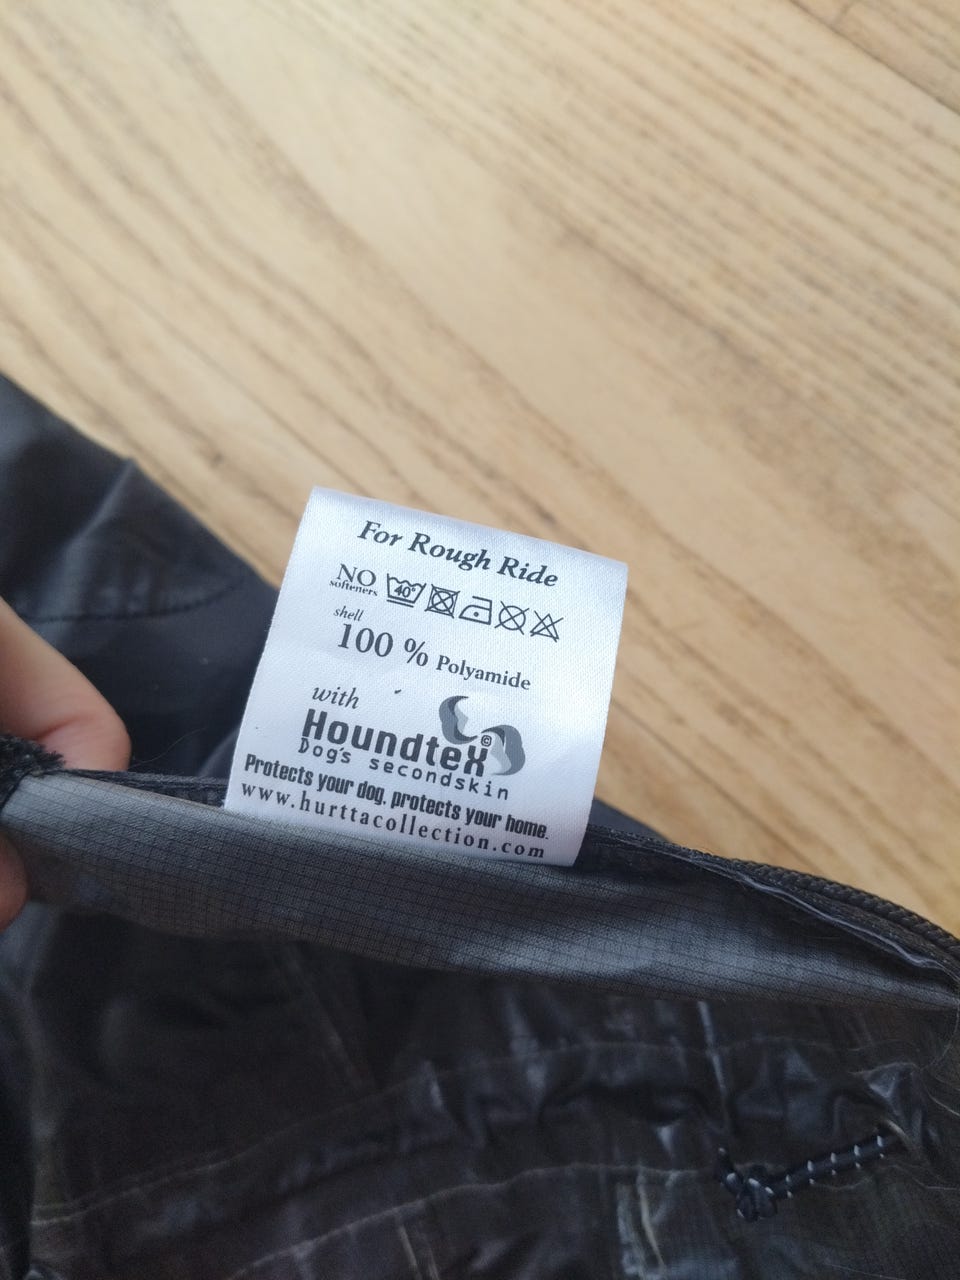 For Rough Ride
NO
softeners
40°
shell
100 % Polyamide
with
Houndtex©
Dog's secondskin
Protects your dog, protects your home.
www.hurttacollection.com